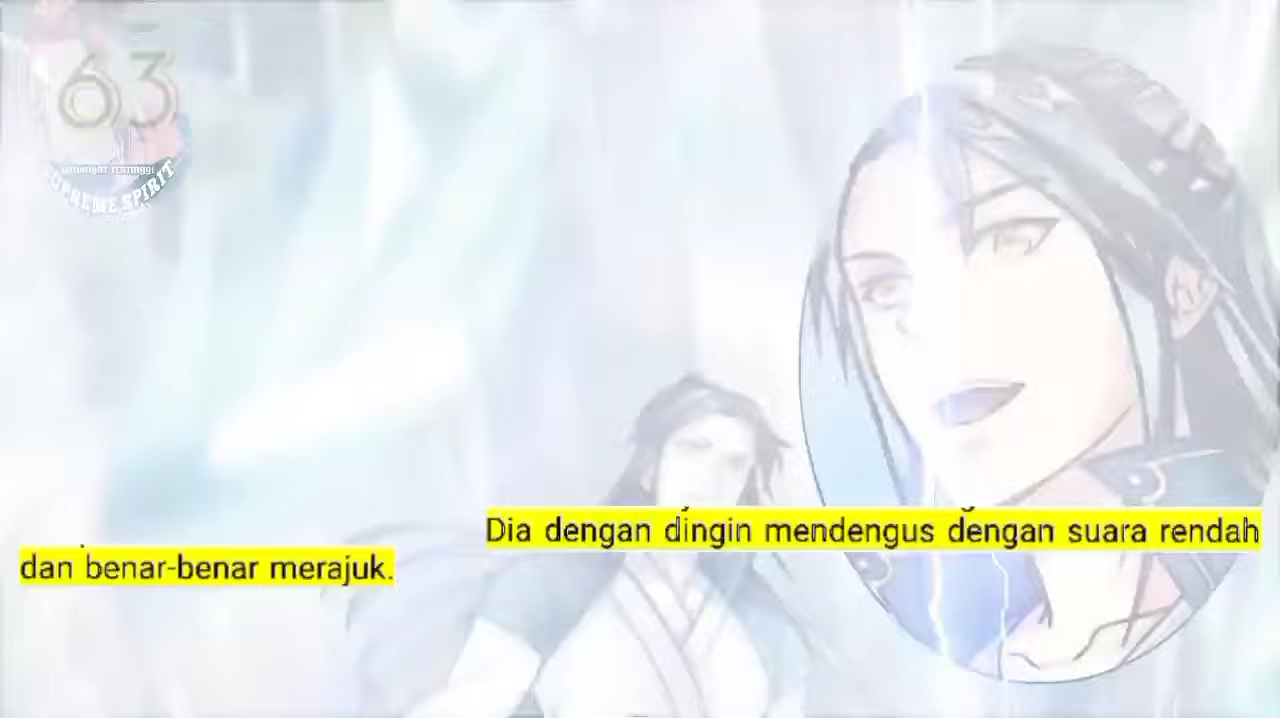 63
SUPREME SPIRIT
Dia dengan dingin mendengus dengan suara rendah
dan benar-benar merajuk.